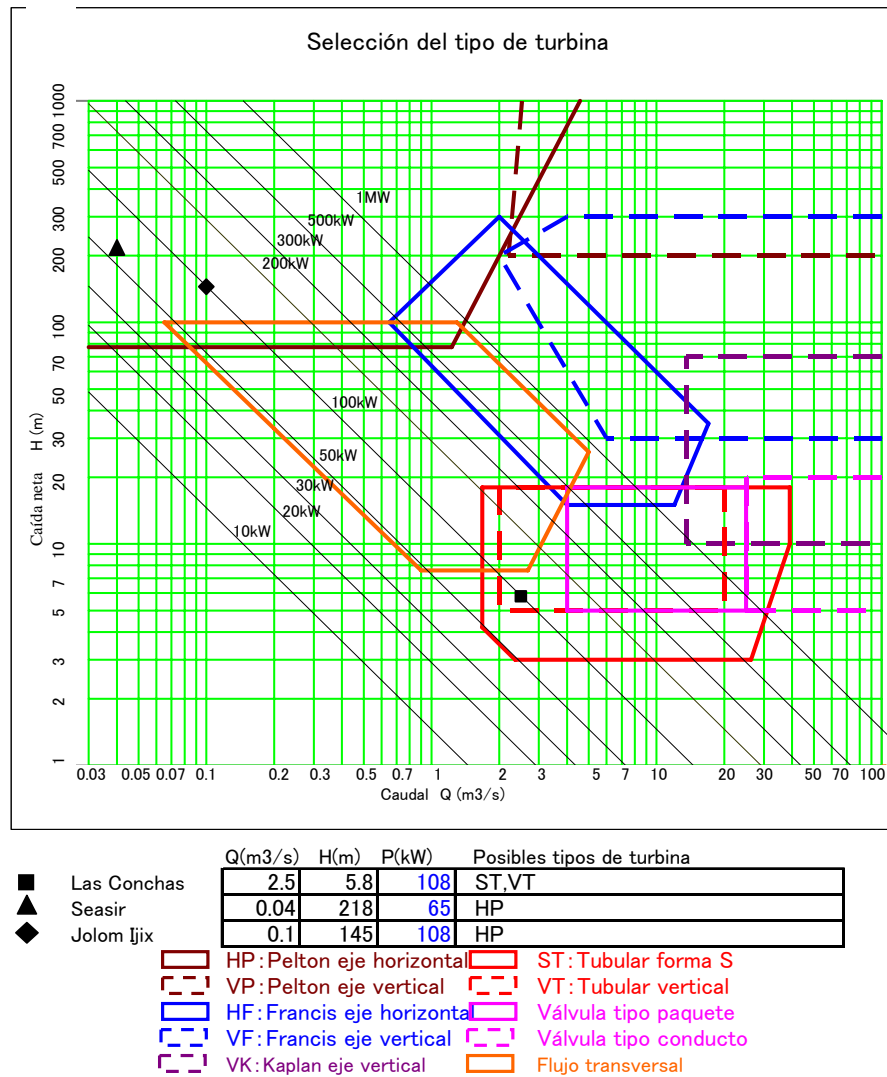 Selección del tipo de turbina
1000
700
500
300
200
100
70
50
30
20
10
7
5
3
2
1
Caída neta H (m)
1MW
500kW
300kW
200kW
100kW
50kW
30kW
20kW
10kW
0.03 0.05 0.07 0.1 0.2 0.3 0.5 0.7 1 2 3 5 7 10 20 30 50 70 100
Caudal Q (m3/s)
Q(m3/s) H(m) P(kW) Posibles tipos de turbina
Las Conchas 2.5 5.8 108 ST,VT
Seasir 0.04 218 65 HP
Jolom Ijix 0.1 145 108 HP
HP:Pelton eje horizontal ST:Tubular forma S
VP:Pelton eje vertical VT:Tubular vertical
HF:Francis eje horizontal Válvula tipo paquete
VF:Francis eje vertical Válvula tipo conducto
VK:Kaplan eje vertical Flujo transversal